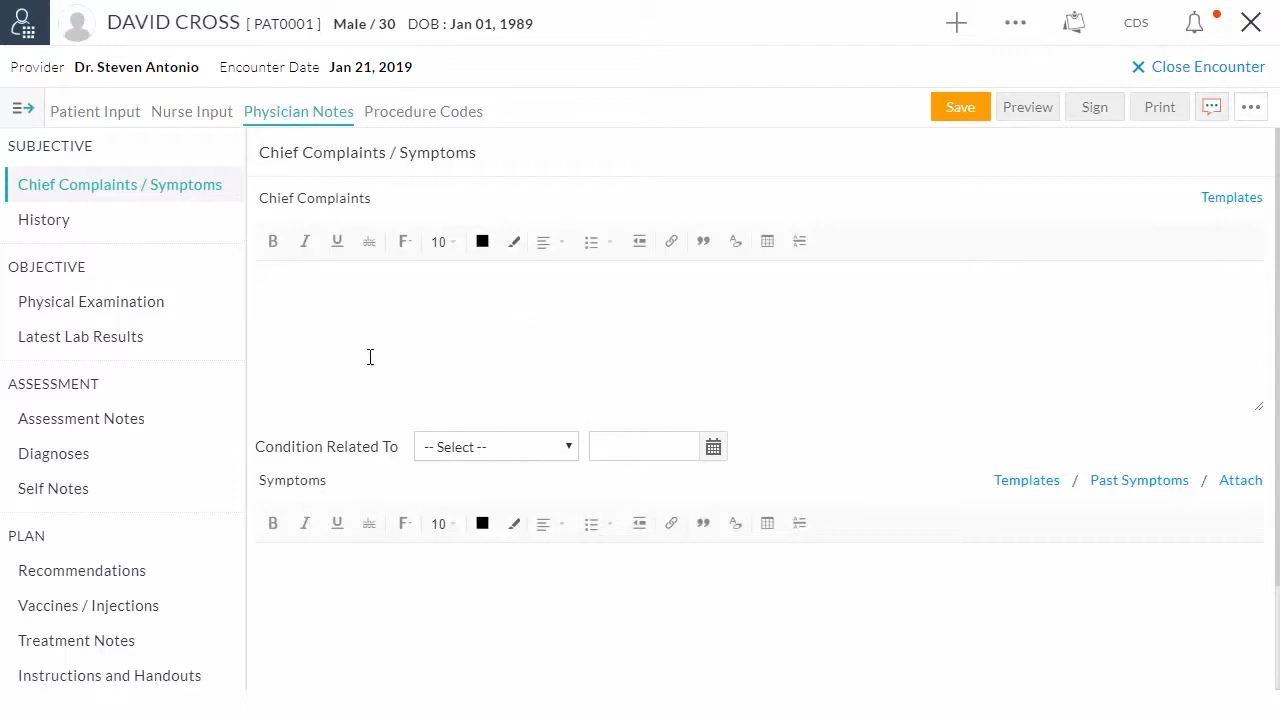 DAVID CROSS [ PAT0001 ] Male / 30 DOB : Jan 01, 1989 CDS
Provider Dr. Steven Antonio Encounter Date Jan 21, 2019 Close Encounter
Patient Input Nurse Input Physician Notes Procedure Codes Save Preview Sign Print
SUBJECTIVE
Chief Complaints / Symptoms
History
OBJECTIVE
Physical Examination
Latest Lab Results
ASSESSMENT
Assessment Notes
Diagnoses
Self Notes
PLAN
Recommendations
Vaccines / Injections
Treatment Notes
Instructions and Handouts
Chief Complaints / Symptoms
Chief Complaints Templates
B I U abc F 10
Condition Related To -- Select --
Symptoms Templates / Past Symptoms / Attach
B I U abc F 10